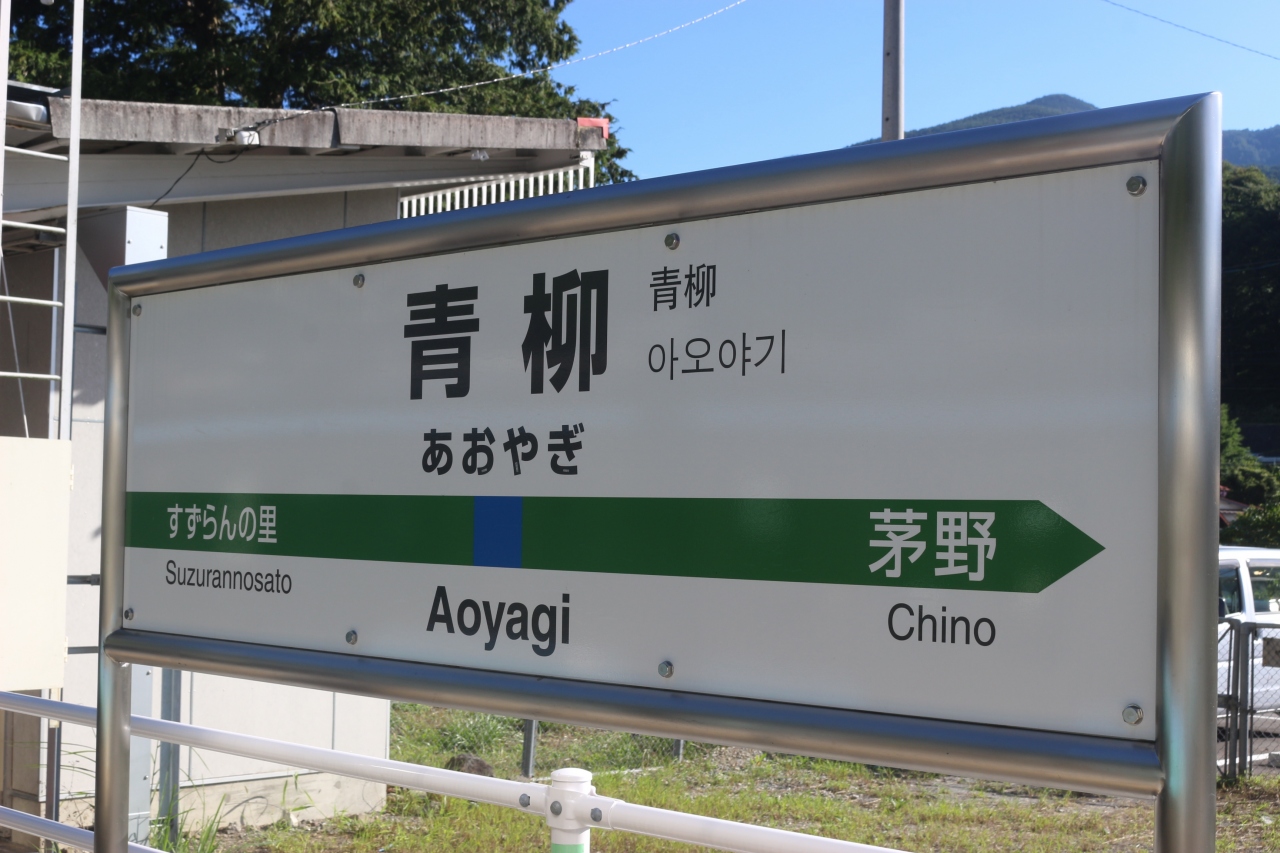 青柳
青柳
아오야기
あおやぎ
すずらんの里
茅野
Suzurannosato
Aoyagi
Chino